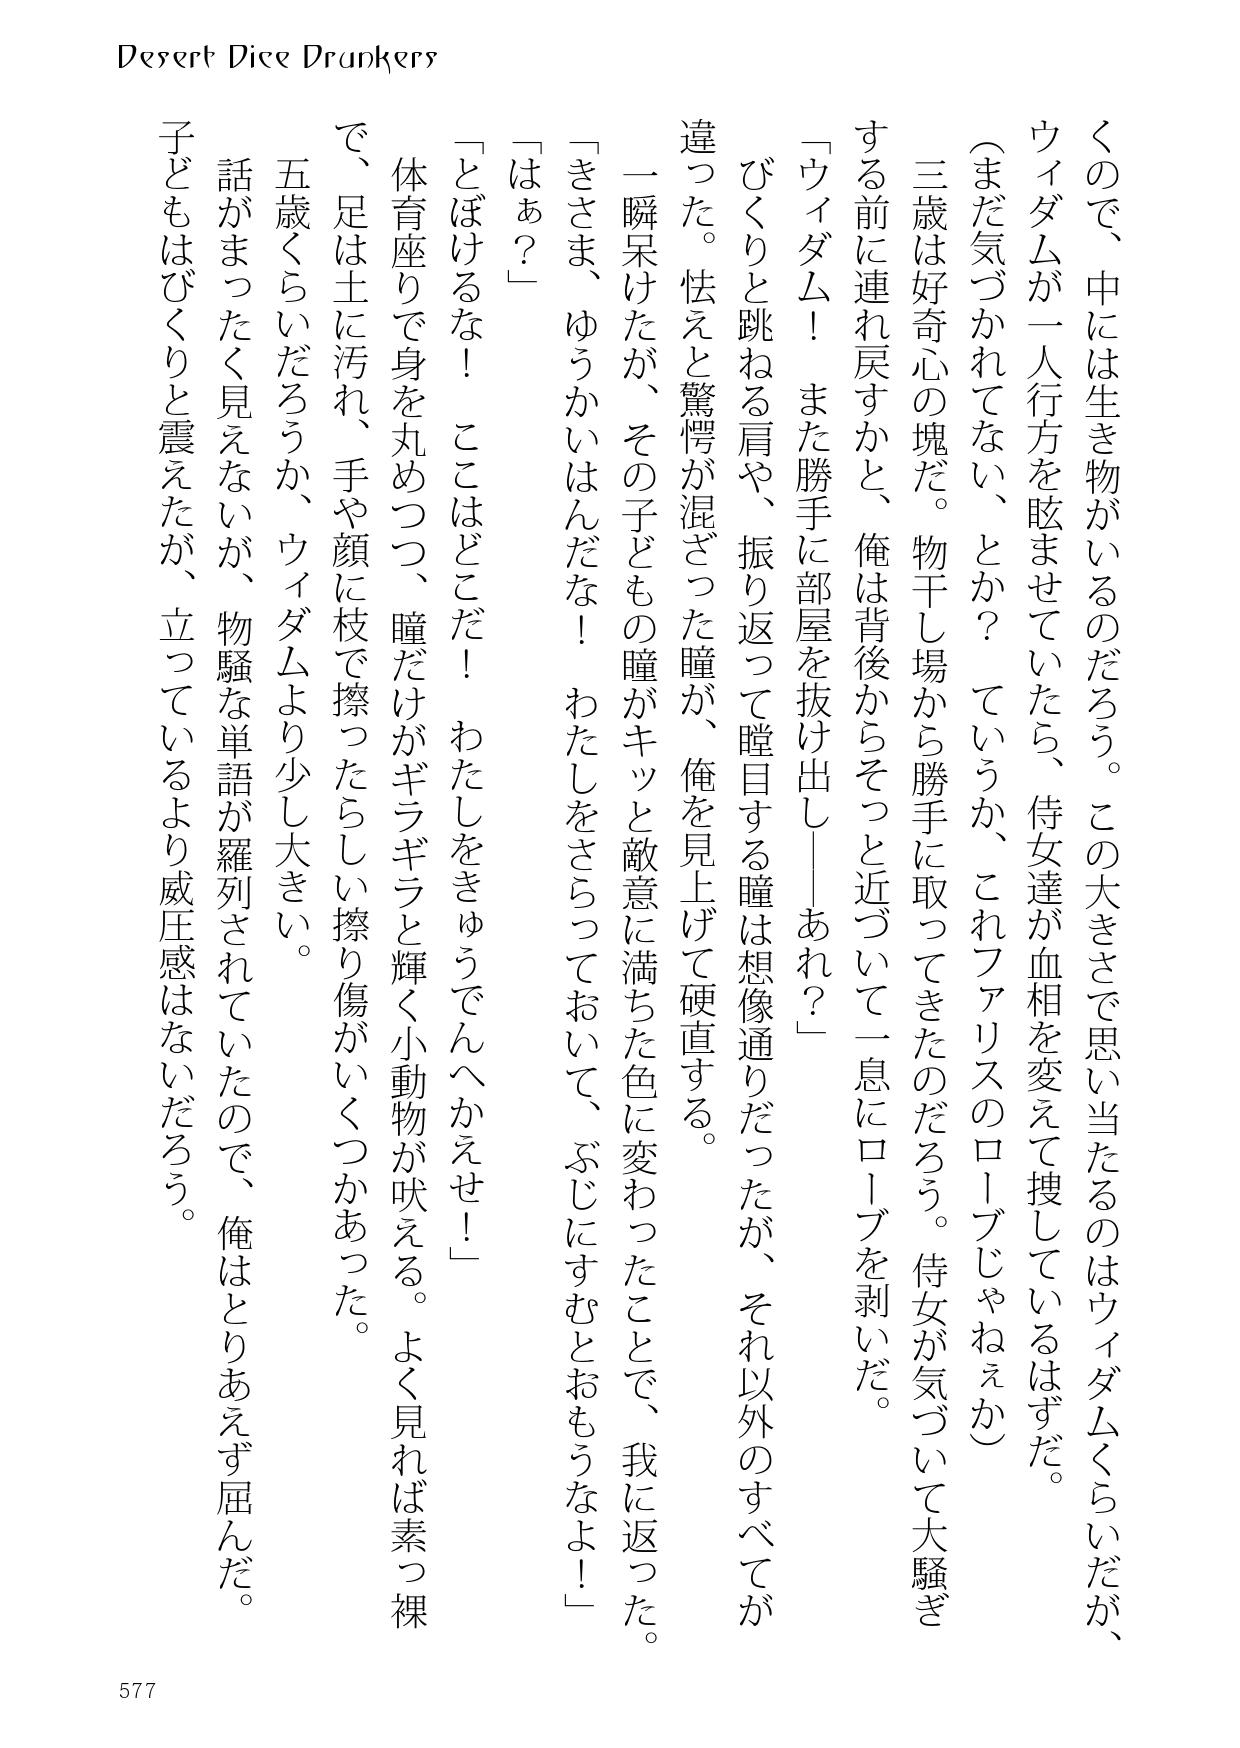 Desert Dice Drunkers
くので、中には生き物がいるのだろう。この大きさで思い当たるのはウィダムくらいだが、
ウィダムが一人行方を眩ませていたら、侍女達が血相を変えて捜しているはずだ。
（まだ気づかれてない、とか？　ていうか、これファリスのローブじゃねぇか）
　三歳は好奇心の塊だ。物干し場から勝手に取ってきたのだろう。侍女が気づいて大騒ぎ
する前に連れ戻すかと、俺は背後からそっと近づいて一息にローブを剥いだ。
「ウィダム！　また勝手に部屋を抜け出し――あれ？」
　びくりと跳ねる肩や、振り返って瞠目する瞳は想像通りだったが、それ以外のすべてが
違った。怯えと驚愕が混ざった瞳が、俺を見上げて硬直する。
　一瞬呆けたが、その子どもの瞳がキッと敵意に満ちた色に変わったことで、我に返った。
「きさま、ゆうかいはんだな！　わたしをさらっておいて、ぶじにすむとおもうなよ！」
「はぁ？」
「とぼけるな！　ここはどこだ！　わたしをきゅうでんへかえせ！」
　体育座りで身を丸めつつ、瞳だけがギラギラと輝く小動物が吠える。よく見れば素っ裸
で、足は土に汚れ、手や顔に枝で擦ったらしい擦り傷がいくつかあった。
　五歳くらいだろうか、ウィダムより少し大きい。
　話がまったく見えないが、物騒な単語が羅列されていたので、俺はとりあえず屈んだ。
子どもはびくりと震えたが、立っているより威圧感はないだろう。
577